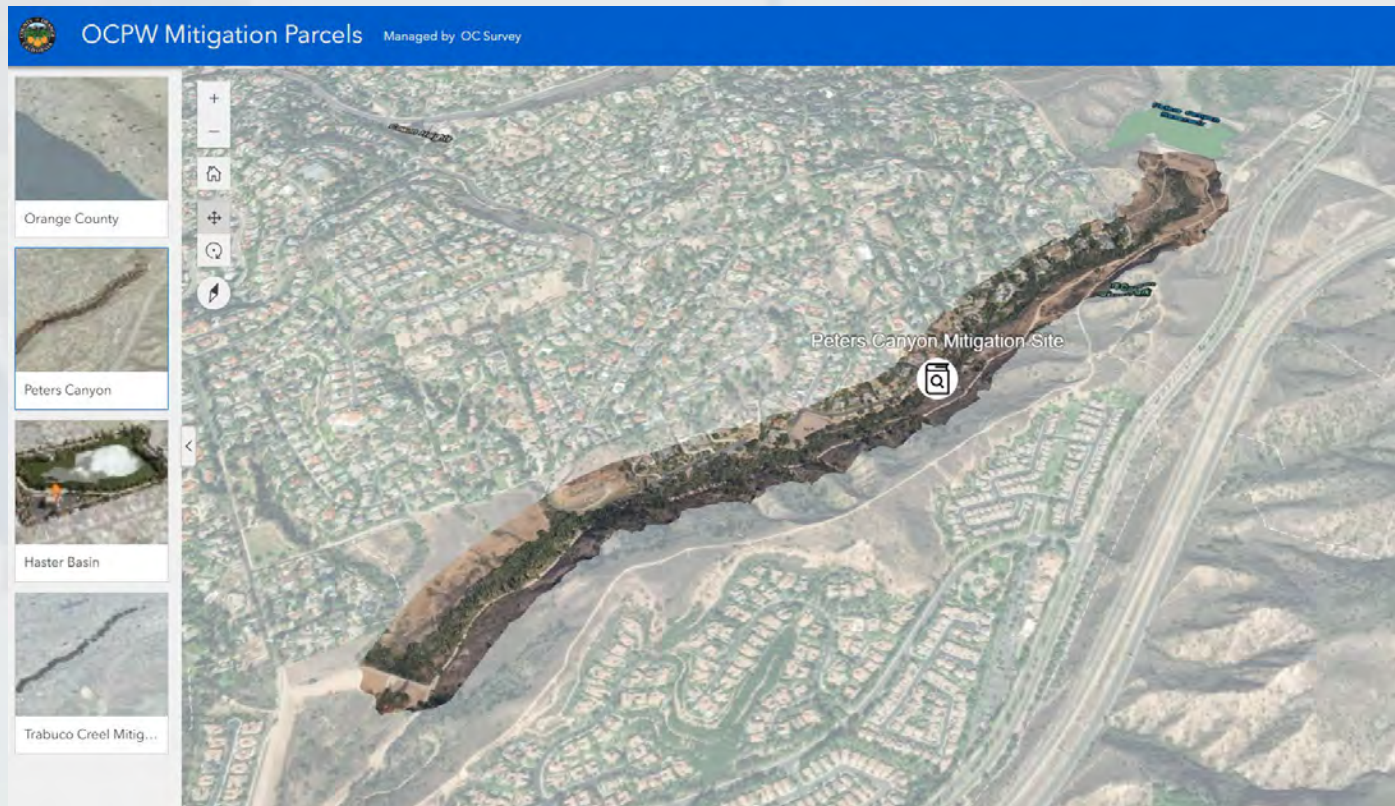 OCPW Mitigation Parcels Managed by OC Survey
Orange County
Peters Canyon
Haster Basin
Trabuco Creel Mitig...
Peters Canyon Mitigation Site